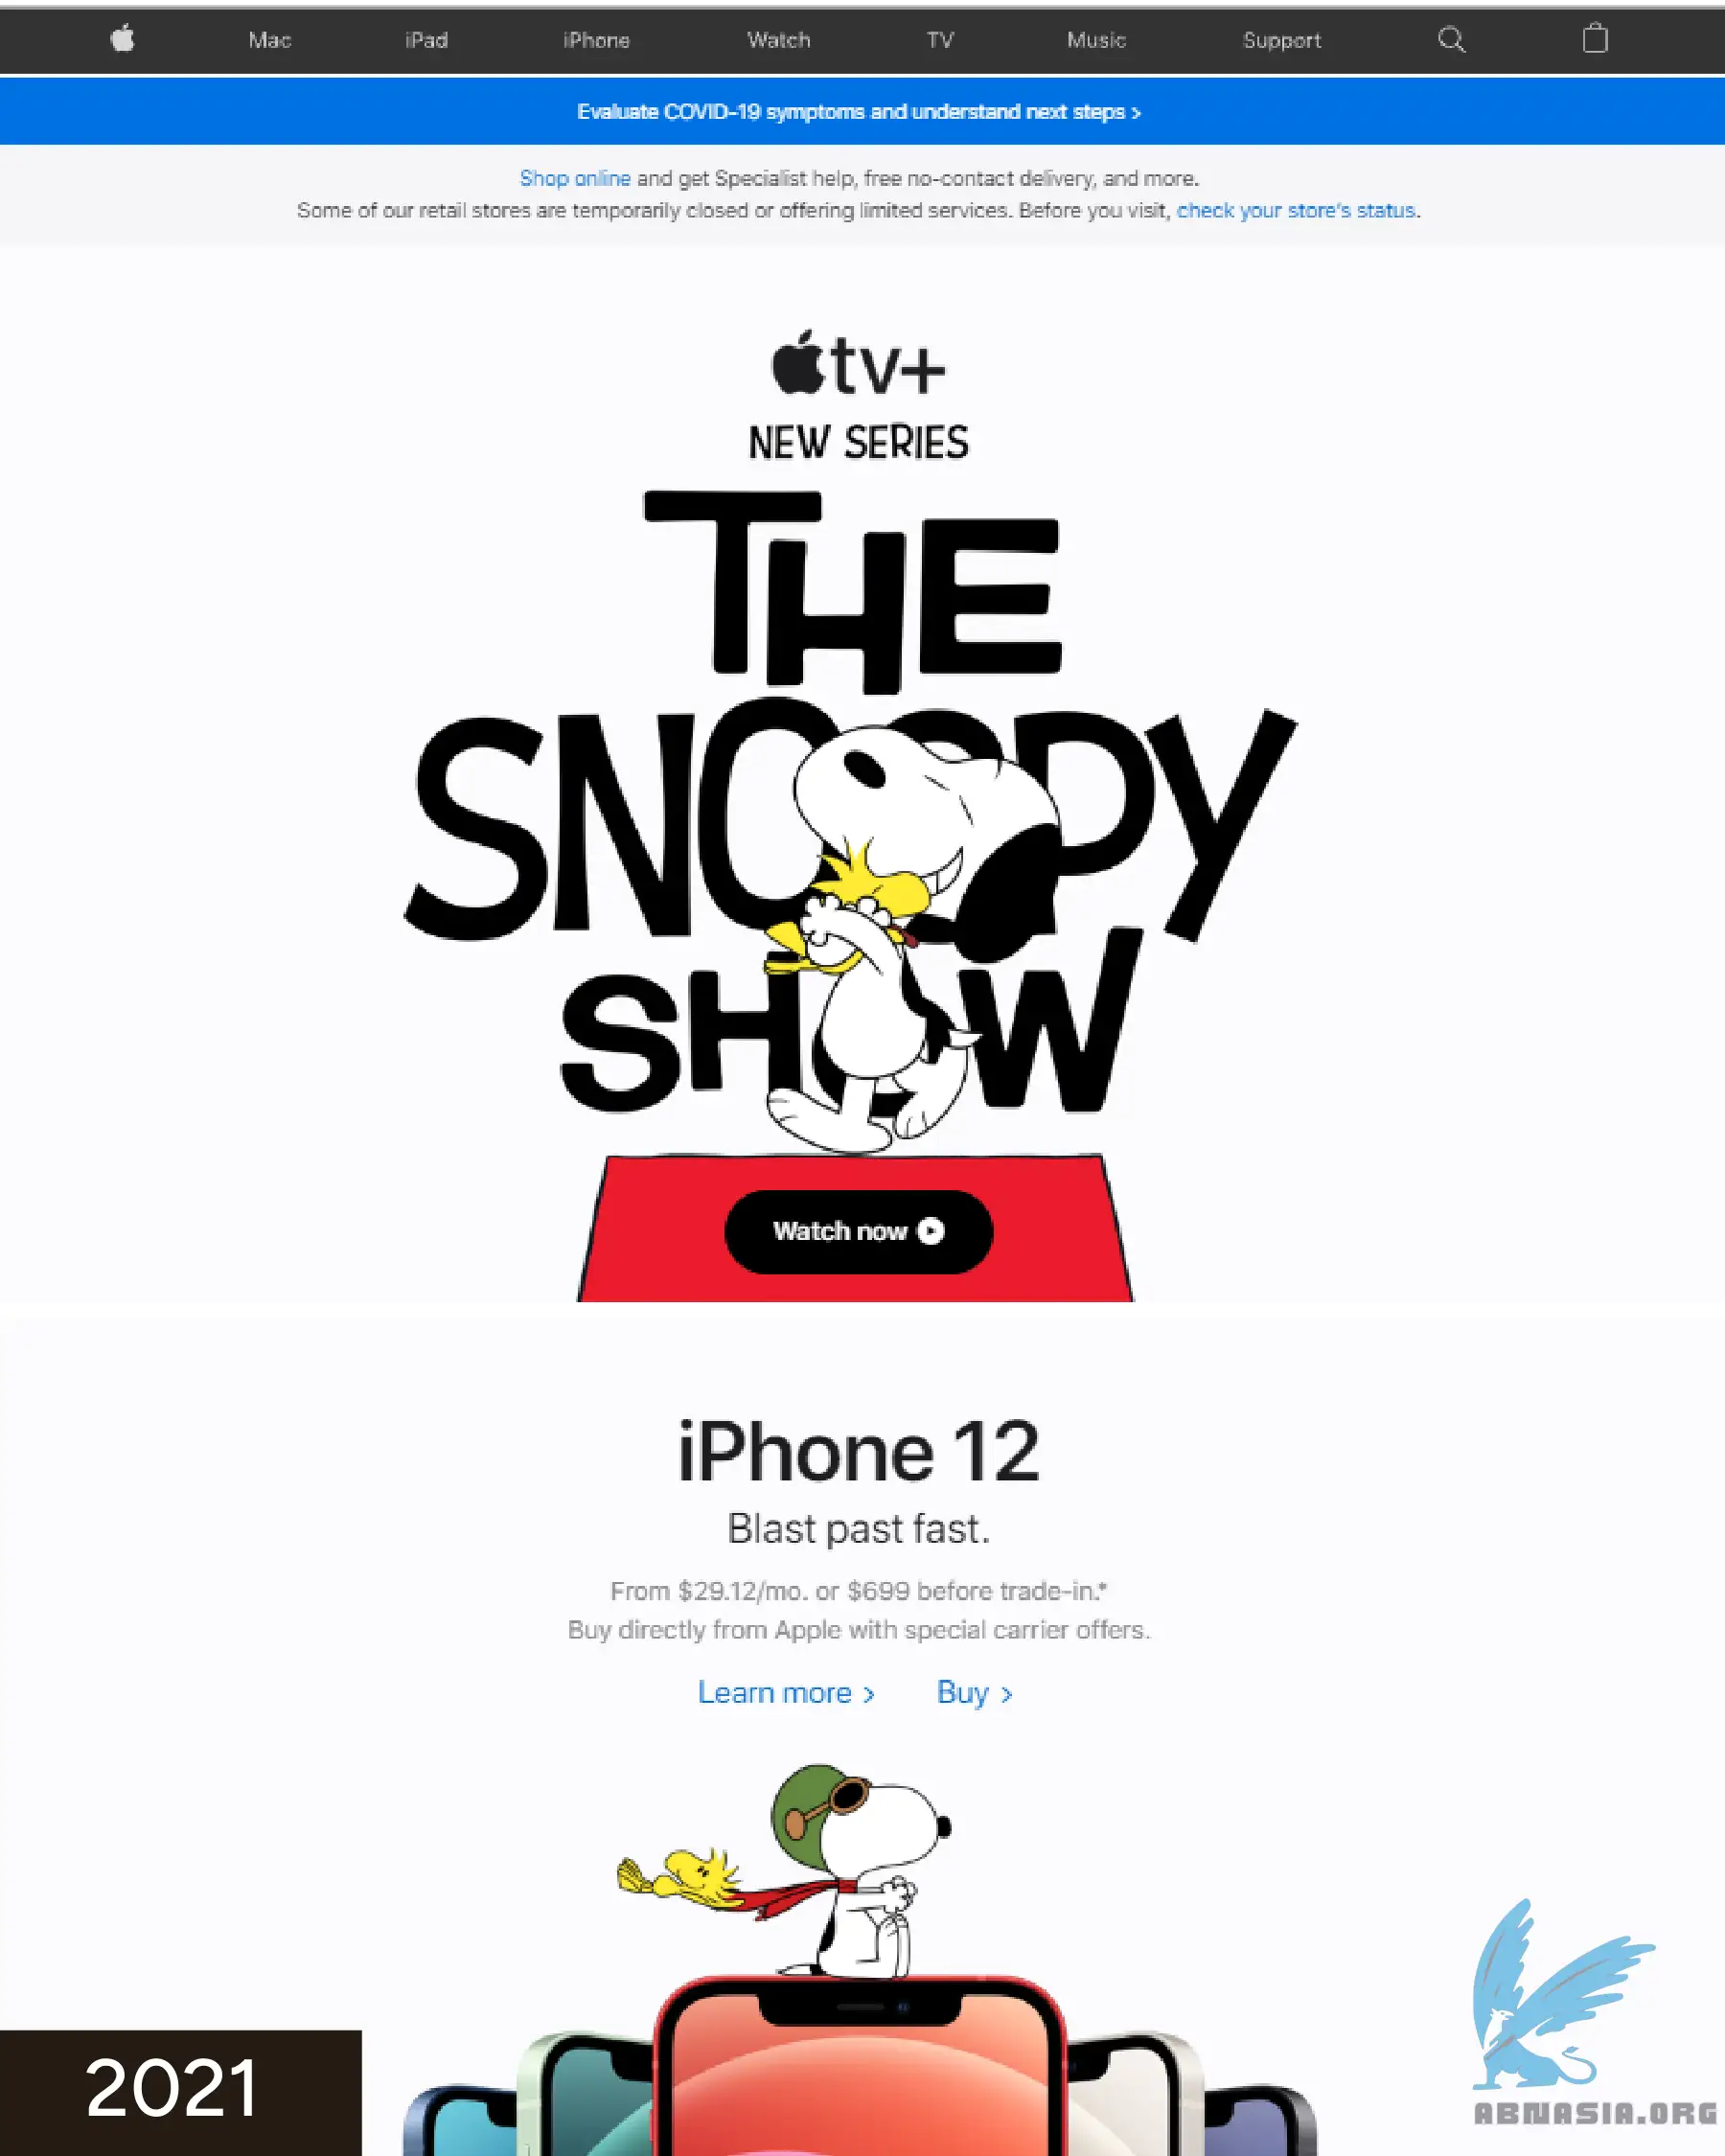 Mac iPad iPhone Watch TV Music Support
Evaluate COVID-19 symptoms and understand next steps >
Shop online and get Specialist help, free no-contact delivery, and more.
Some of our retail stores are temporarily closed or offering limited services. Before you visit, check your store's status.
tv+
NEW SERIES
THE
SNOOPY
SHOW
Watch now
iPhone 12
Blast past fast.
From $29.12/mo. or $699 before trade-in.*
Buy directly from Apple with special carrier offers.
Learn more > Buy >
2021
ABNASIA.ORG